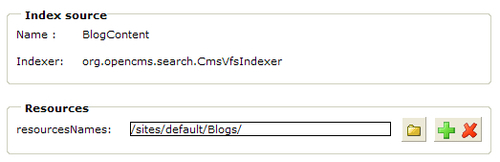 Index source
Name : BlogContent
Indexer: org.opencms.search.CmsVfsIndexer
Resources
resourcesNames: /sites/default/Blogs/